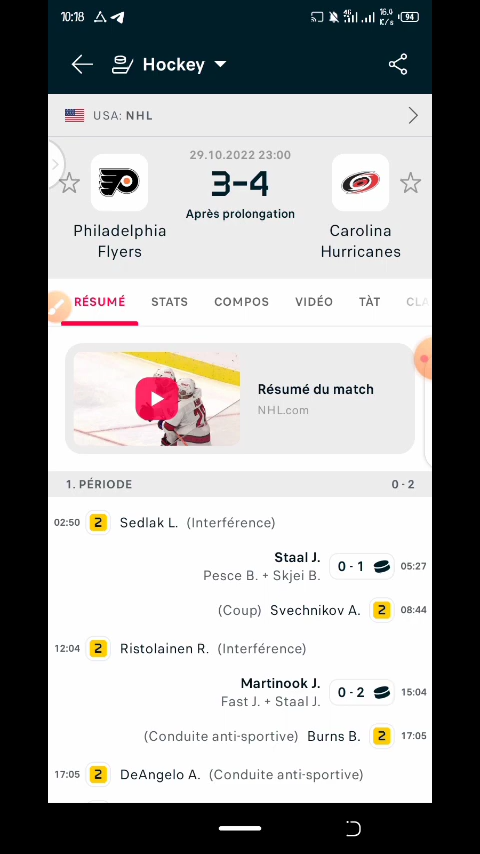 10:18
4G
16.0
K/s
94
Hockey
USA: NHL
29.10.2022 23:00
3-4
Après prolongation
Philadelphia
Flyers
Carolina
Hurricanes
RÉSUMÉ STATS COMPOS VIDÉO TÀT CLA
Résumé du match
NHL.com
1. PÉRIODE 0 - 2
02:50 2 Sedlak L. (Interférence)
Staal J.
Pesce B. + Skjei B. 0 - 1 05:27
(Coup) Svechnikov A. 2 08:44
12:04 2 Ristolainen R. (Interférence)
Martinook J.
Fast J. + Staal J. 0 - 2 15:04
(Conduite anti-sportive) Burns B. 2 17:05
17:05 2 DeAngelo A. (Conduite anti-sportive)